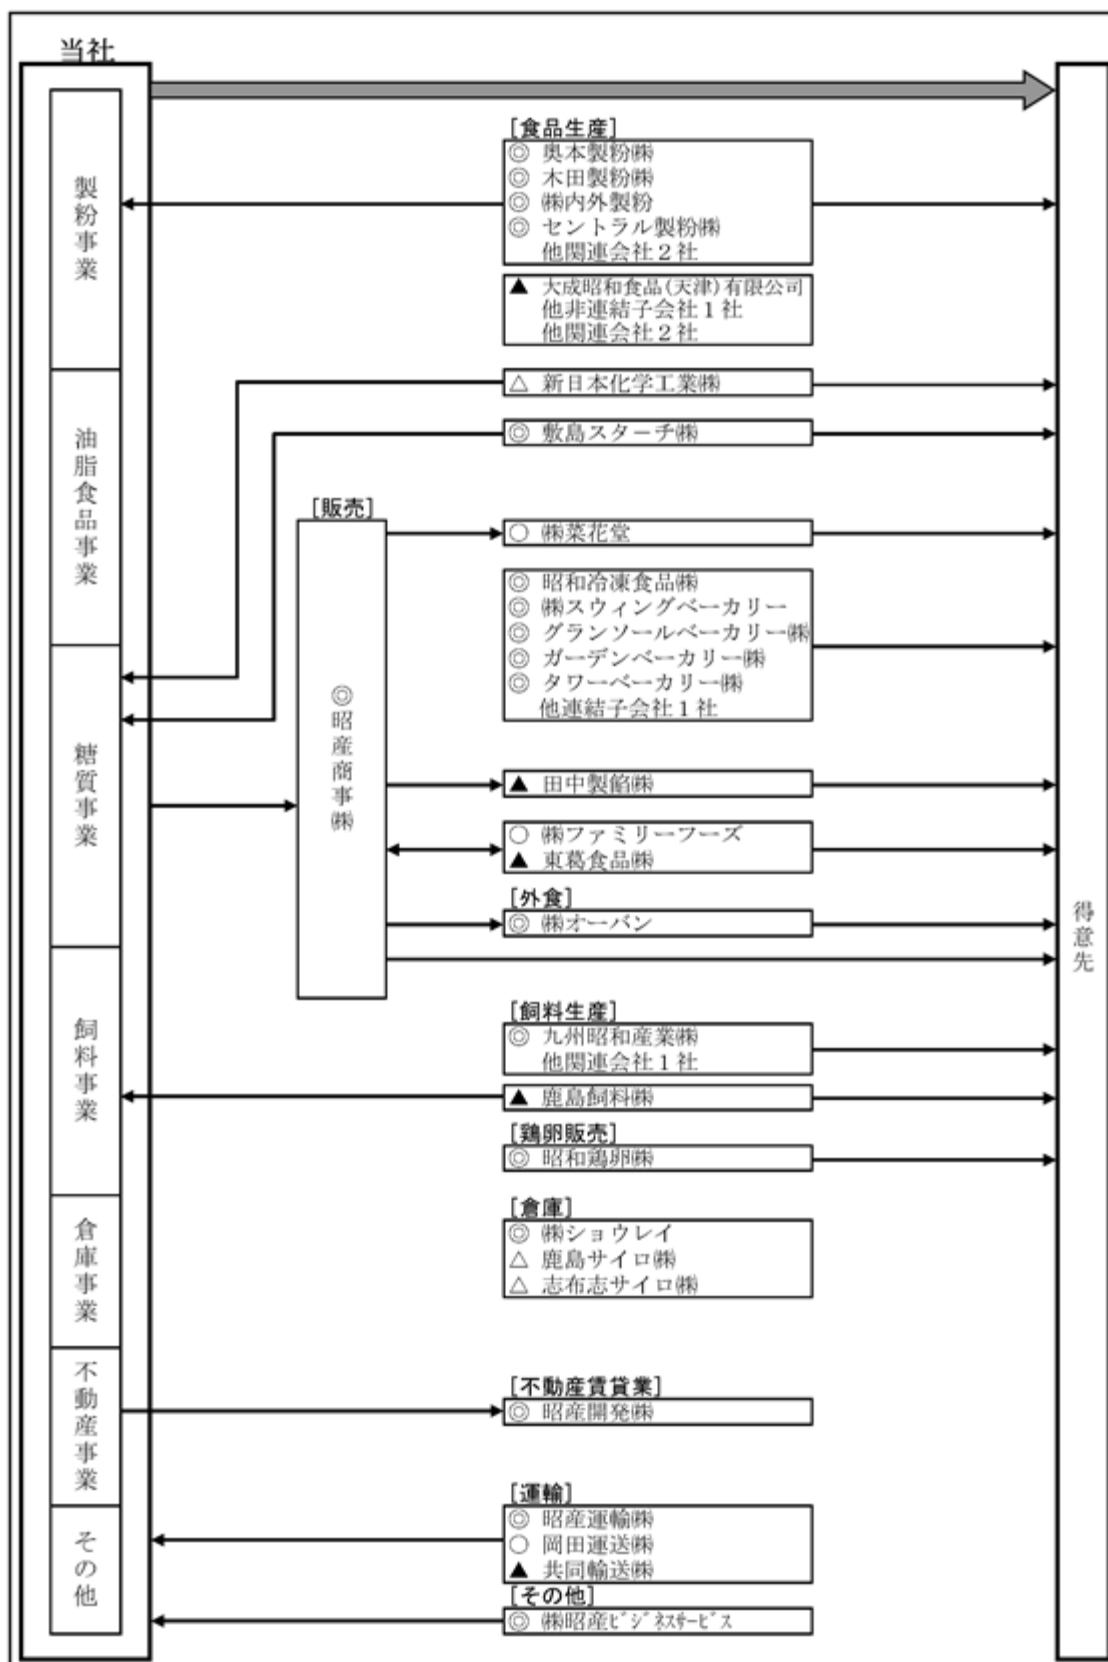 当社
製粉事業
油脂食品事業
糖質事業
飼料事業
倉庫事業
不動産事業
その他
[販売]
◎昭産商事㈱
[食品生産]
◎ 奥本製粉㈱
◎ 木田製粉㈱
◎ ㈱内外製粉
◎ セントラル製粉㈱
他関連会社２社
▲ 大成昭和食品(天津)有限公司
他非連結子会社１社
他関連会社２社
△ 新日本化学工業㈱
◎ 敷島スターチ㈱
○ ㈱菜花堂
◎ 昭和冷凍食品㈱
◎ ㈱スウィングベーカリー
◎ グランソールベーカリー㈱
◎ ガーデンベーカリー㈱
◎ タワーベーカリー㈱
他連結子会社１社
▲ 田中製餡㈱
○ ㈱ファミリーフーズ
▲ 東葛食品㈱
[外食]
◎ ㈱オーバン
[飼料生産]
◎ 九州昭和産業㈱
他関連会社１社
▲ 鹿島飼料㈱
[鶏卵販売]
◎ 昭和鶏卵㈱
[倉庫]
◎ ㈱ショウレイ
△ 鹿島サイロ㈱
△ 志布志サイロ㈱
[不動産賃貸業]
◎ 昭産開発㈱
[運輸]
◎ 昭産運輸㈱
○ 岡田運送㈱
▲ 共同輸送㈱
[その他]
◎ ㈱昭産ﾋﾞｼﾞﾈｽｻｰﾋﾞｽ
得意先